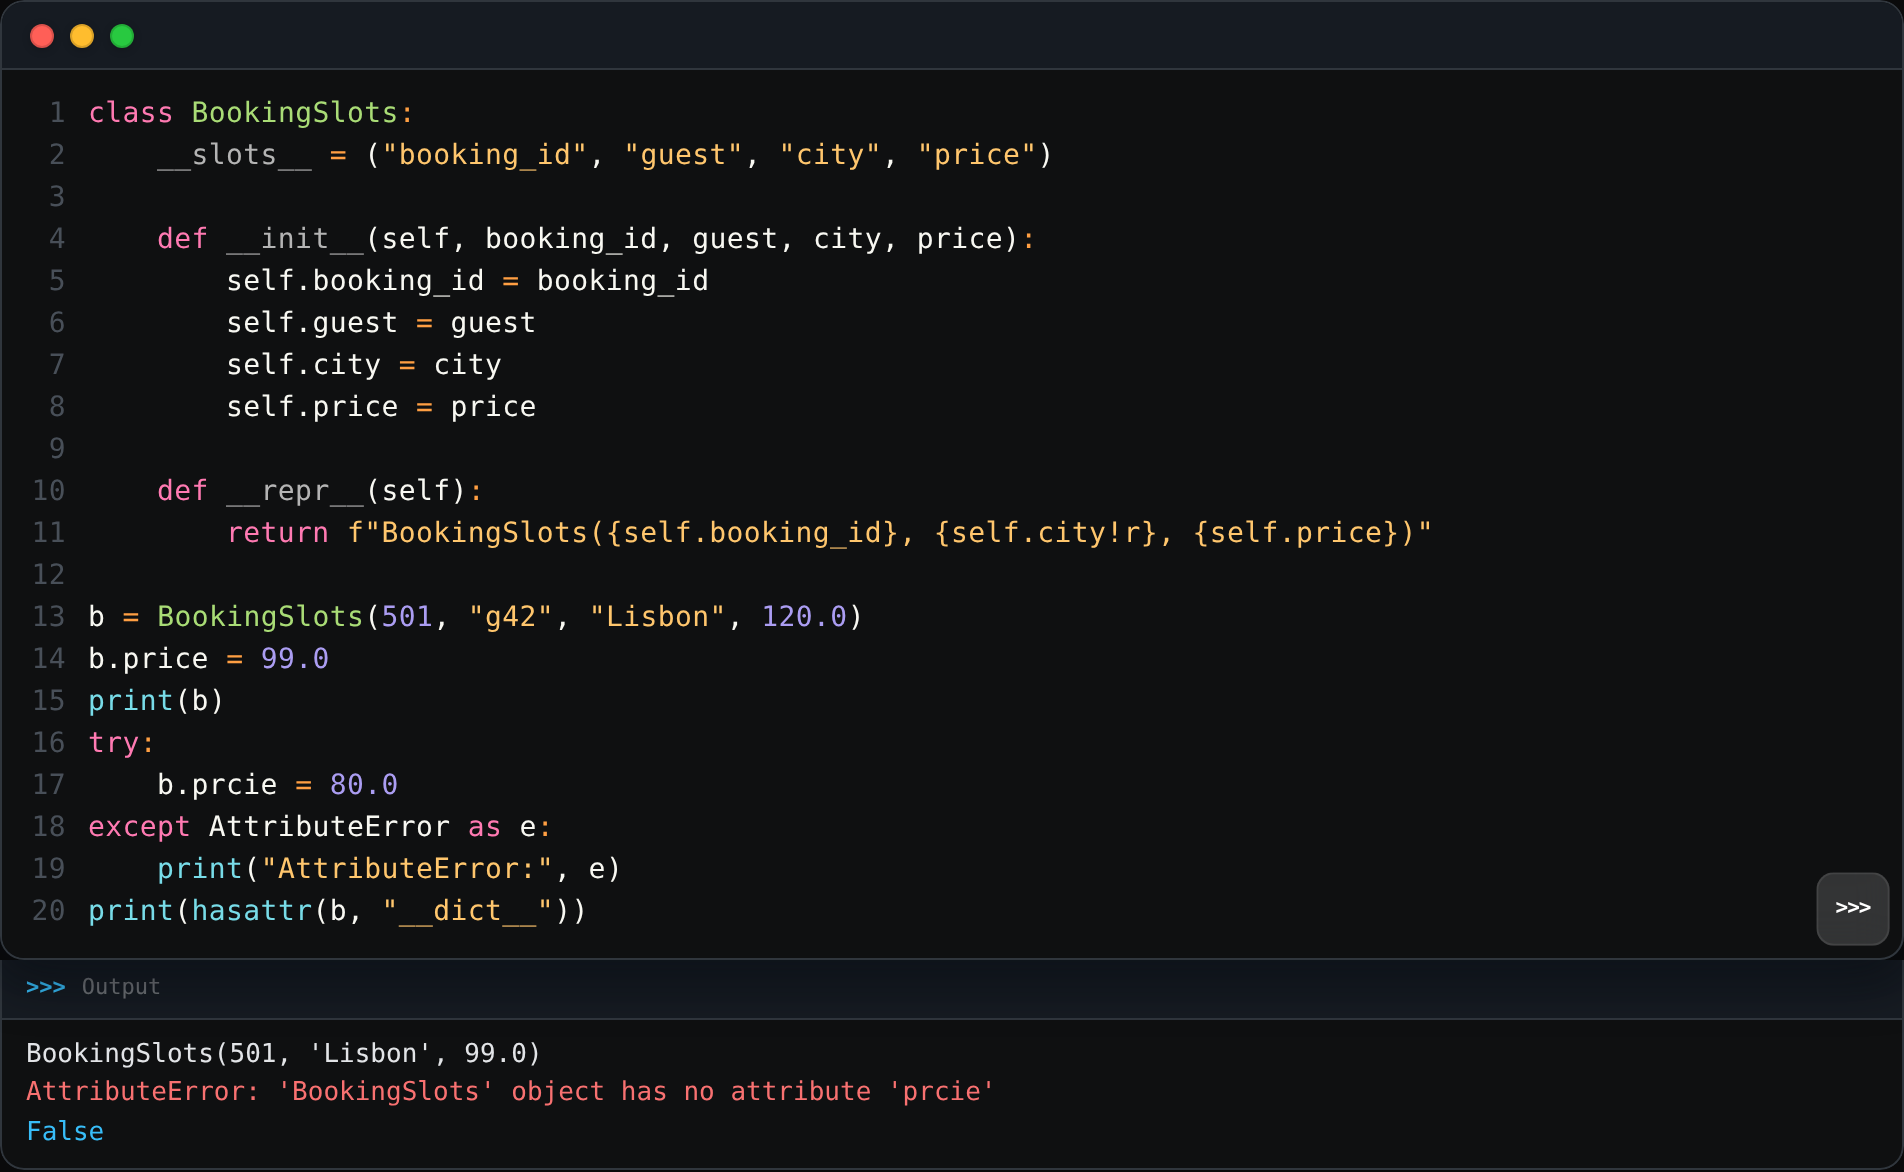 1 class BookingSlots:
2     __slots__ = ("booking_id", "guest", "city", "price")
3
4     def __init__(self, booking_id, guest, city, price):
5         self.booking_id = booking_id
6         self.guest = guest
7         self.city = city
8         self.price = price
9
10     def __repr__(self):
11         return f"BookingSlots({self.booking_id}, {self.city!r}, {self.price})"
12
13 b = BookingSlots(501, "g42", "Lisbon", 120.0)
14 b.price = 99.0
15 print(b)
16 try:
17     b.prcie = 80.0
18 except AttributeError as e:
19     print("AttributeError:", e)
20 print(hasattr(b, "__dict__"))
>>>
>>> Output
BookingSlots(501, 'Lisbon', 99.0)
AttributeError: 'BookingSlots' object has no attribute 'prcie'
False